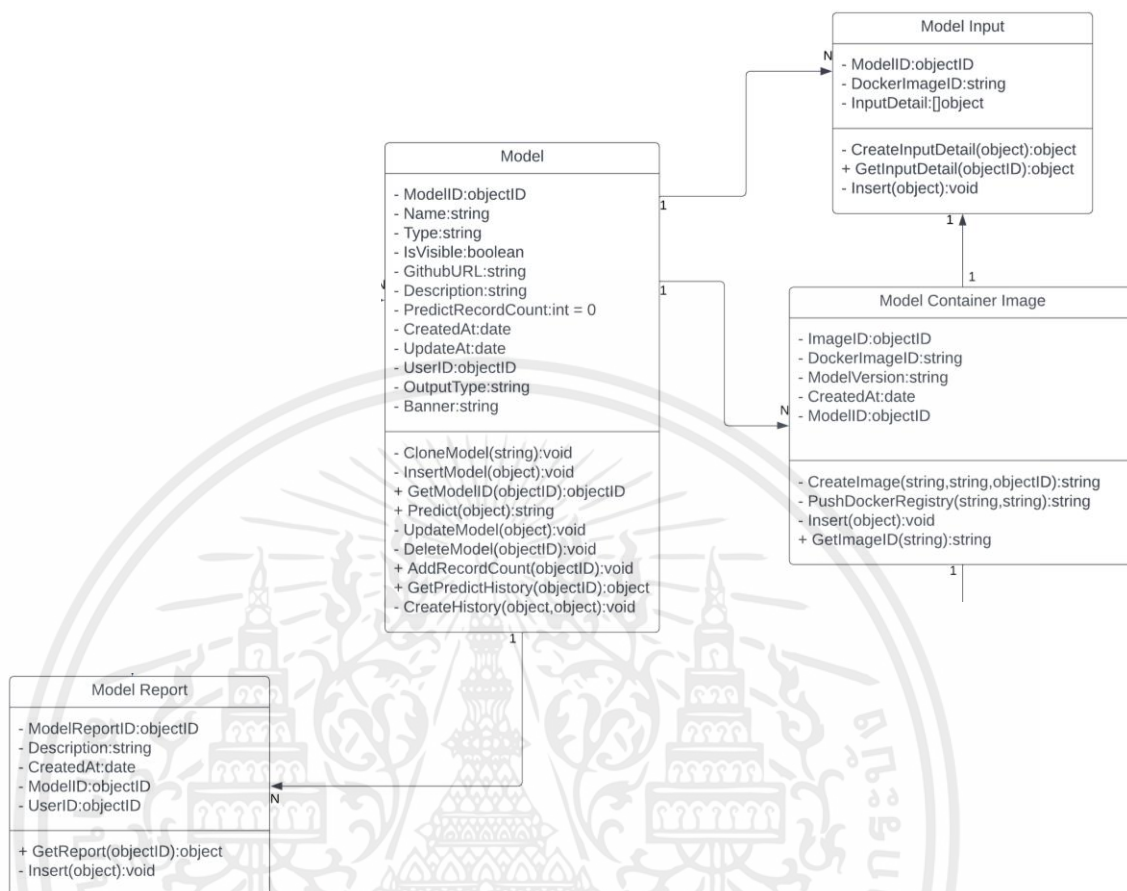 Model Input
- ModelID:objectID
- DockerImageID:string
- InputDetail:[]object
- CreateInputDetail(object):object
+ GetInputDetail(objectID):object
- Insert(object):void
N
1
1
Model
- ModelID:objectID
- Name:string
- Type:string
- IsVisible:boolean
- GithubURL:string
- Description:string
- PredictRecordCount:int = 0
- CreatedAt:date
- UpdateAt:date
- UserID:objectID
- OutputType:string
- Banner:string
- CloneModel(string):void
- InsertModel(object):void
+ GetModelID(objectID):objectID
+ Predict(object):string
- UpdateModel(object):void
- DeleteModel(objectID):void
+ AddRecordCount(objectID):void
+ GetPredictHistory(objectID):object
- CreateHistory(object,object):void
1
1
1
Model Container Image
- ImageID:objectID
- DockerImageID:string
- ModelVersion:string
- CreatedAt:date
- ModelID:objectID
- CreateImage(string,string,objectID):string
- PushDockerRegistry(string,string):string
- Insert(object):void
+ GetImageID(string):string
N
1
Model Report
- ModelReportID:objectID
- Description:string
- CreatedAt:date
- ModelID:objectID
- UserID:objectID
+ GetReport(objectID):object
- Insert(object):void
N